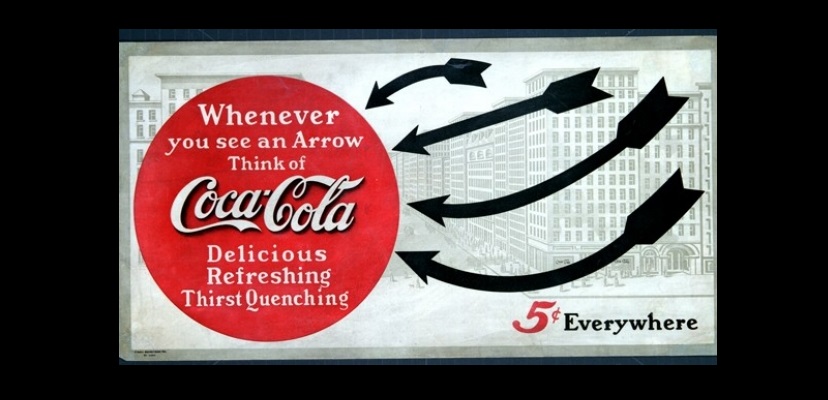 Whenever
you see an Arrow
Think of
Coca-Cola
Delicious
Refreshing
Thirst Quenching
5¢ Everywhere